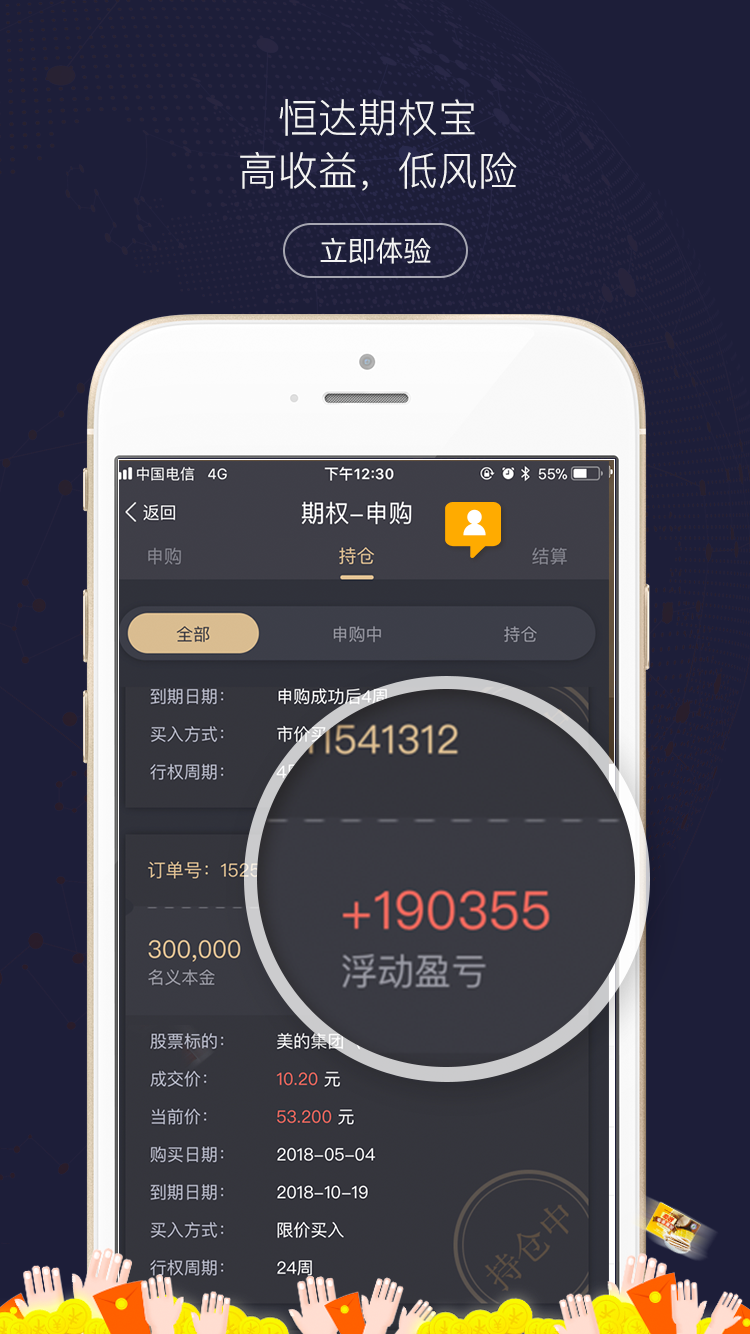 恒达期权宝
高收益，低风险
立即体验
中国电信 4G 下午12:30 55%
返回 期权-申购
申购 持仓 结算
全部 申购中 持仓
到期日期： 申购成功后4周
买入方式： 市价买
行权周期： 4
11541312
订单号：1525
+190355
浮动盈亏
300,000
名义本金
股票标的： 美的集团（
成交价： 10.20 元
当前价： 53.200 元
购买日期： 2018-05-04
到期日期： 2018-10-19
买入方式： 限价买入
行权周期： 24周
持仓中